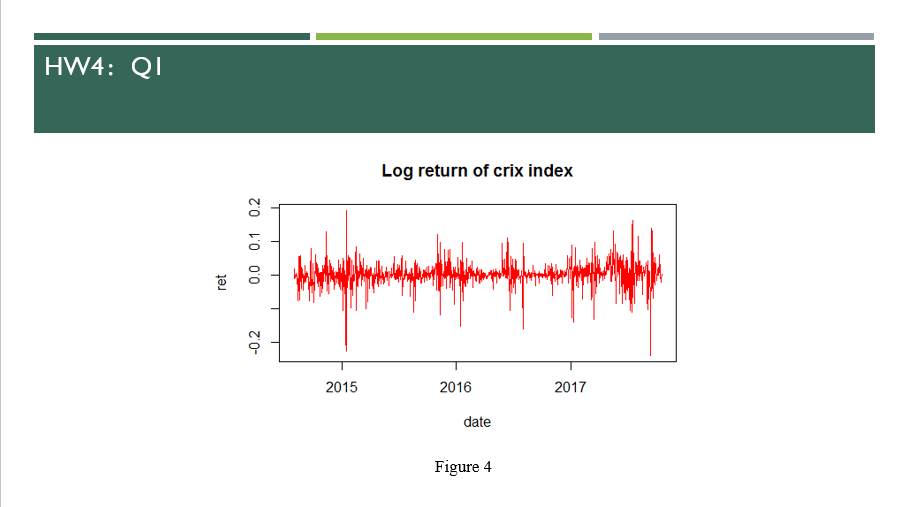 HW4: Q1
Log return of crix index
0.2
0.1
0.0
-0.2
ret
2015 2016 2017
date
Figure 4